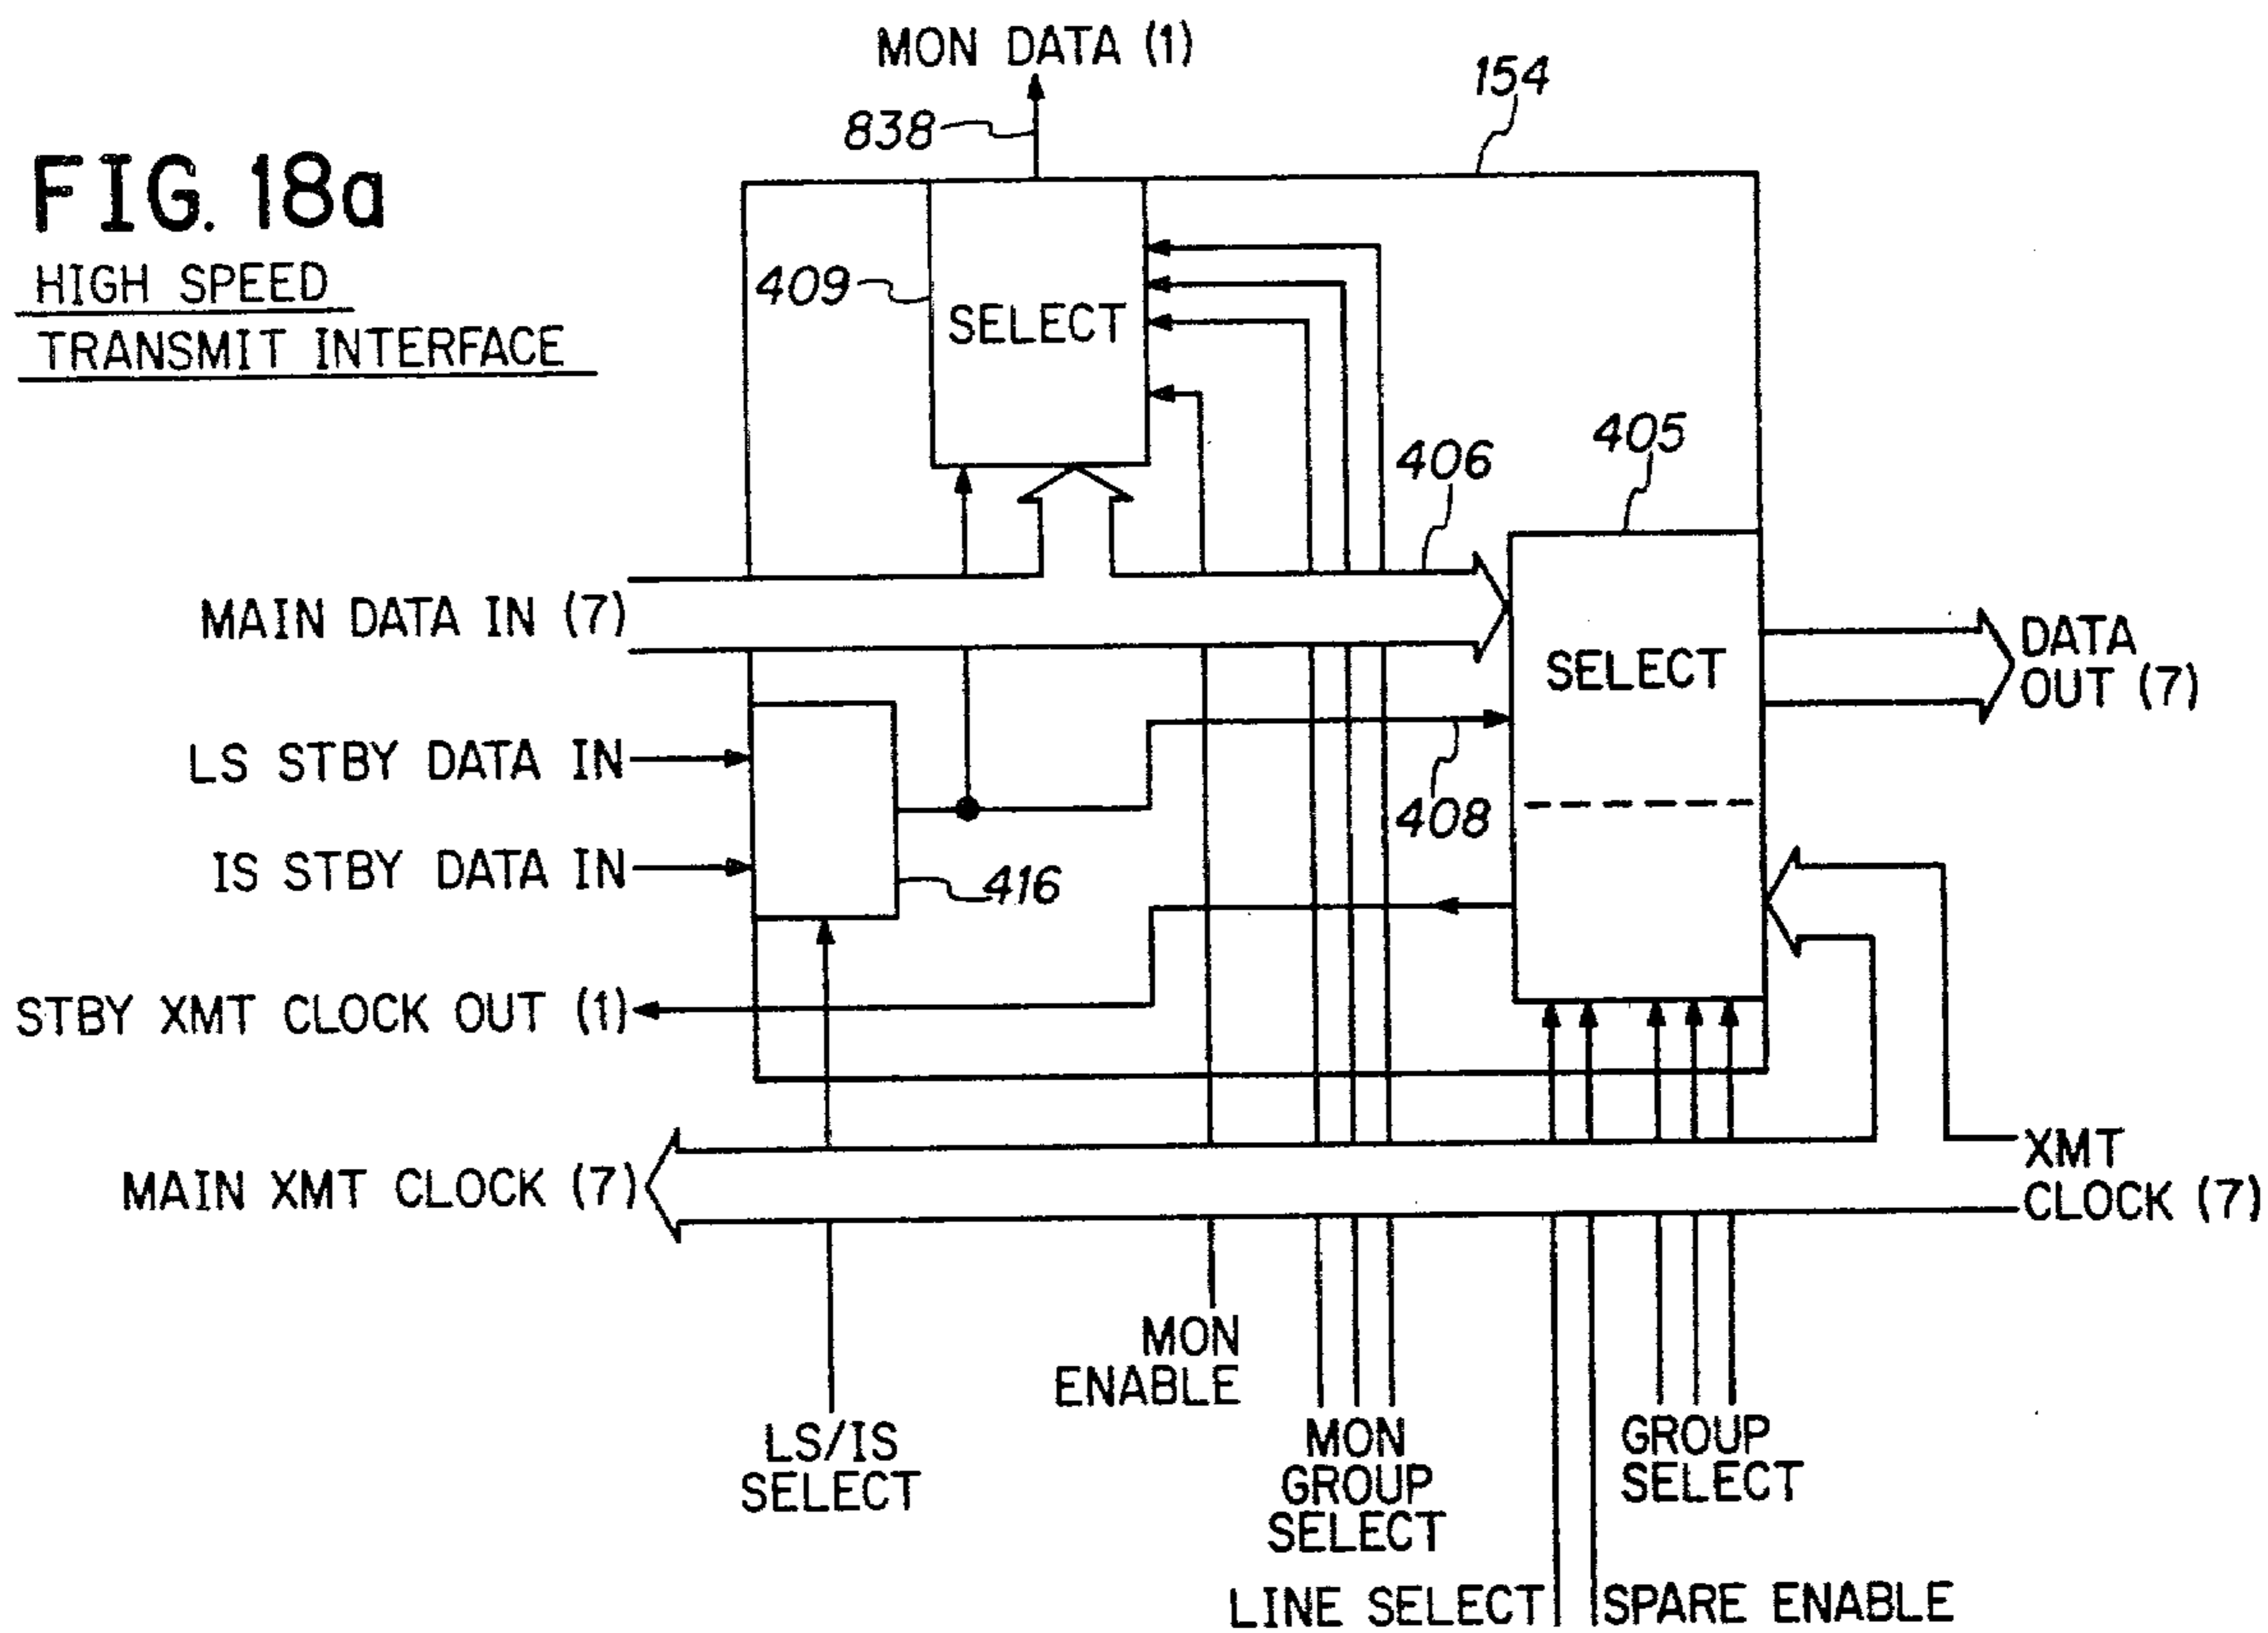 MON DATA (1)
838
154
FIG. 18a
HIGH SPEED
TRANSMIT INTERFACE
409
SELECT
406
405
MAIN DATA IN (7)
SELECT
DATA
OUT (7)
LS STBY DATA IN
408
IS STBY DATA IN
416
STBY XMT CLOCK OUT (1)
MAIN XMT CLOCK (7)
XMT
CLOCK (7)
MON
ENABLE
LS/IS
SELECT
MON
GROUP
SELECT
GROUP
SELECT
LINE SELECT
SPARE ENABLE